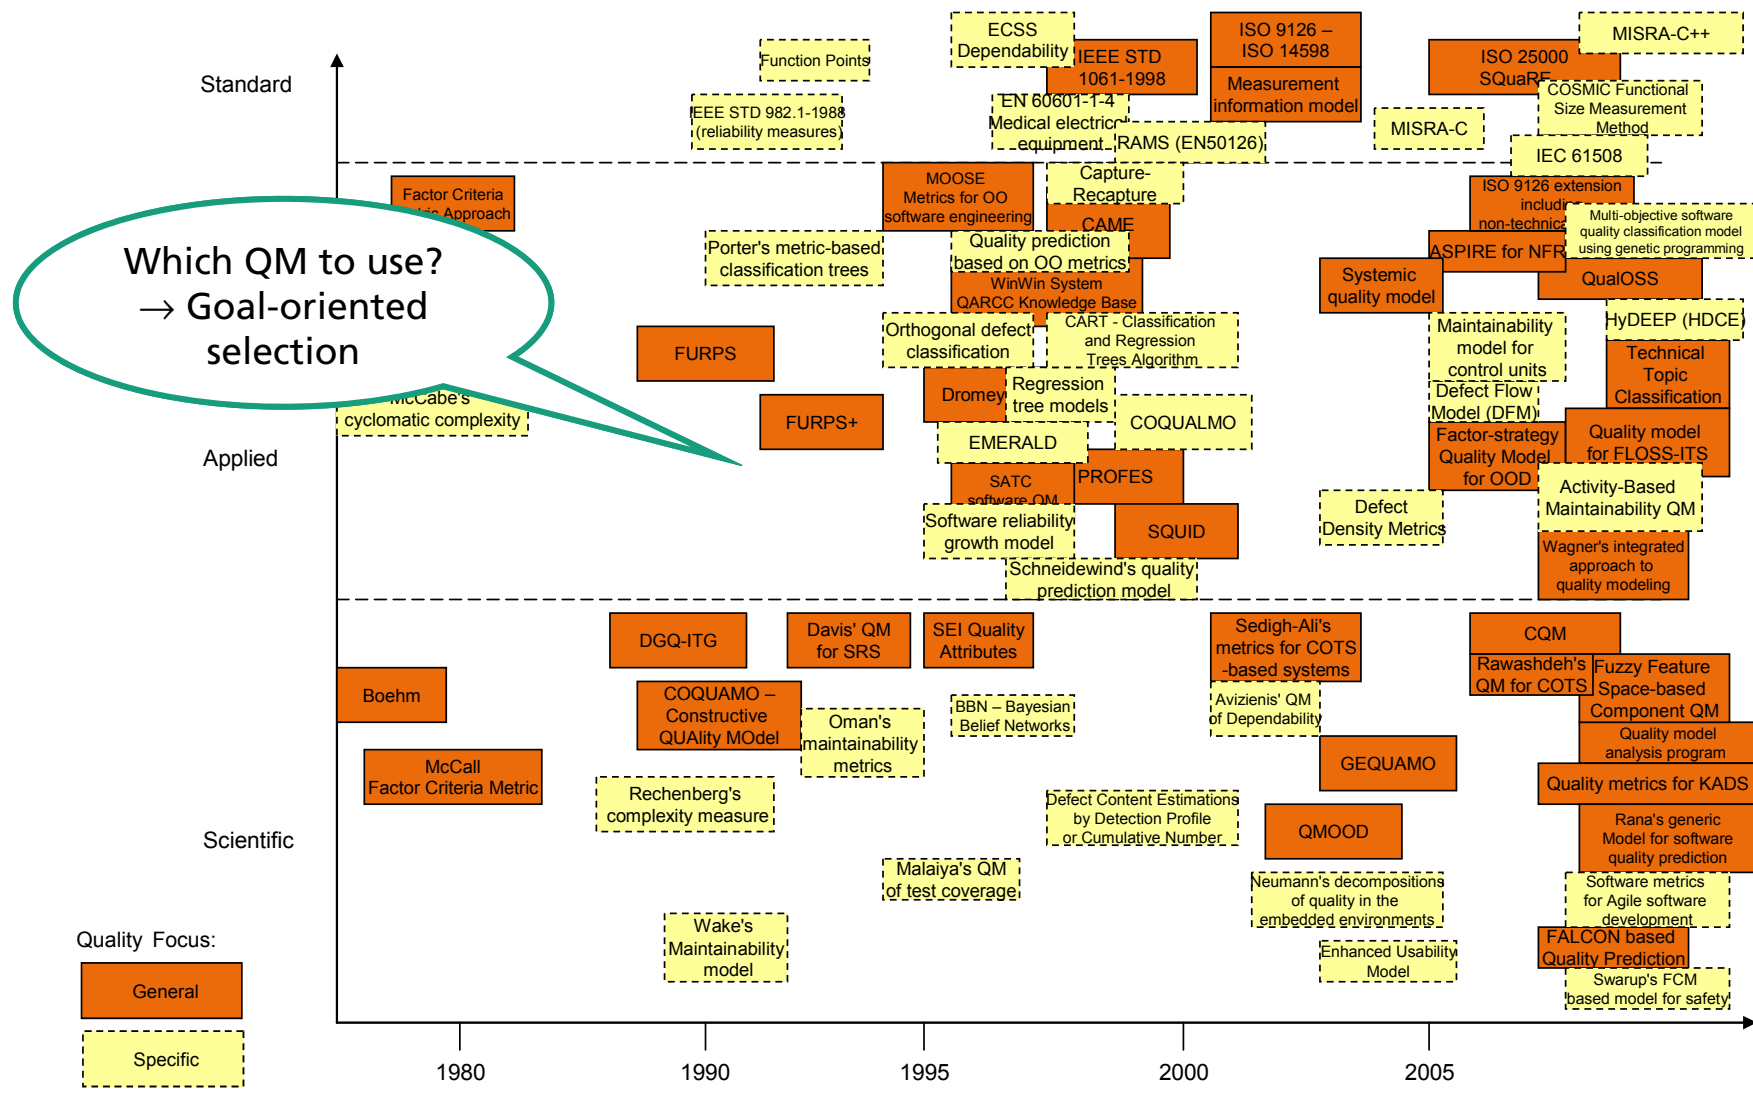 Standard
Function Points
IEEE STD 982.1-1988
(reliability measures)
ECSS
Dependability
IEEE STD
1061-1998
EN 60601-1-4
Medical electrical
equipment
RAMS (EN50126)
ISO 9126 –
ISO 14598
Measurement
information model
MISRA-C
ISO 25000
SQuaRE
MISRA-C++
COSMIC Functional
Size Measurement
Method
IEC 61508
Factor Criteria
Approach
Which QM to use?
→ Goal-oriented
selection
McCabe's
cyclomatic complexity
Applied
FURPS
FURPS+
Porter's metric-based
classification trees
MOOSE
Metrics for OO
software engineering
Capture-
Recapture
CAME
Quality prediction
based on OO metrics
WinWin System
QARCC Knowledge Base
Orthogonal defect
classification
CART - Classification
and Regression
Trees Algorithm
Dromey
Regression
tree models
COQUALMO
EMERALD
SATC
software QM
PROFES
Software reliability
growth model
SQUID
Schneidewind's quality
prediction model
ISO 9126 extension
including
Multi-objective software
quality classification model
using genetic programming
ASPIRE for NFR
Systemic
quality model
QualOSS
HyDEEP (HDCE)
Maintainability
model for
control units
Technical
Topic
Classification
Defect Flow
Model (DFM)
Factor-strategy
Quality Model
for OOD
Quality model
for FLOSS-ITS
Defect
Density Metrics
Activity-Based
Maintainability QM
Wagner's integrated
approach to
quality modeling
Scientific
Boehm
McCall
Factor Criteria Metric
DGQ-ITG
COQUAMO –
Constructive
QUAlity MOdel
Davis' QM
for SRS
Oman's
maintainability
metrics
Rechenberg's
complexity measure
Wake's
Maintainability
model
SEI Quality
Attributes
BBN – Bayesian
Belief Networks
Defect Content Estimations
by Detection Profile
or Cumulative Number
Malaiya's QM
of test coverage
Sedigh-Ali's
metrics for COTS
-based systems
Avizienis' QM
of Dependability
GEQUAMO
QMOOD
Neumann's decompositions
of quality in the
embedded environments
Enhanced Usability
Model
CQM
Rawashdeh's
QM for COTS
Fuzzy Feature
Space-based
Component QM
Quality model
analysis program
Quality metrics for KADS
Rana's generic
Model for software
quality prediction
Software metrics
for Agile software
development
FALCON based
Quality Prediction
Swarup's FCM
based model for safety
Quality Focus:
General
Specific
1980
1990
1995
2000
2005